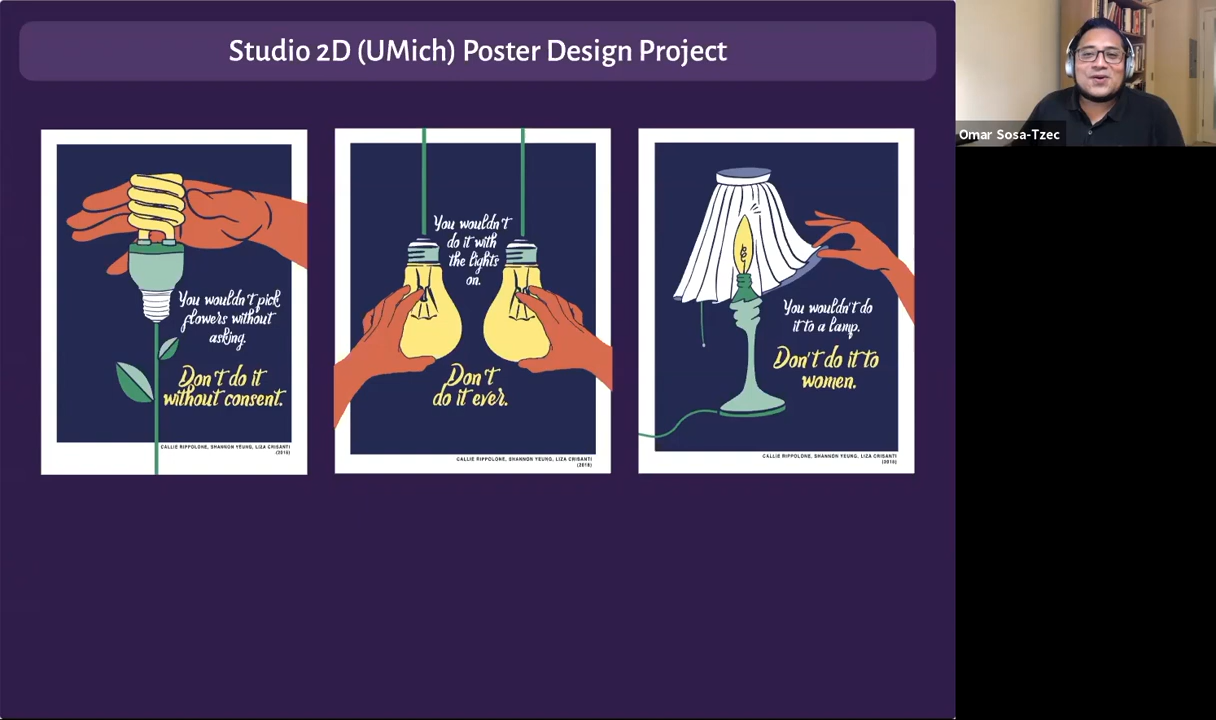 Studio 2D (UMich) Poster Design Project
Omar Sosa-Tzec
You wouldn't pick
flowers without
asking.
Don't do it
without consent.
CALLIE RIPPOLONE, SHANNON YEUNG, LIZA CRISANTI
(2018)
You wouldn't
do it with
the lights
on.
Don't
do it ever.
CALLIE RIPPOLONE, SHANNON YEUNG, LIZA CRISANTI
(2018)
You wouldn't do
it to a lamp.
Don't do it to
women.
CALLIE RIPPOLONE, SHANNON YEUNG, LIZA CRISANTI
(2018)